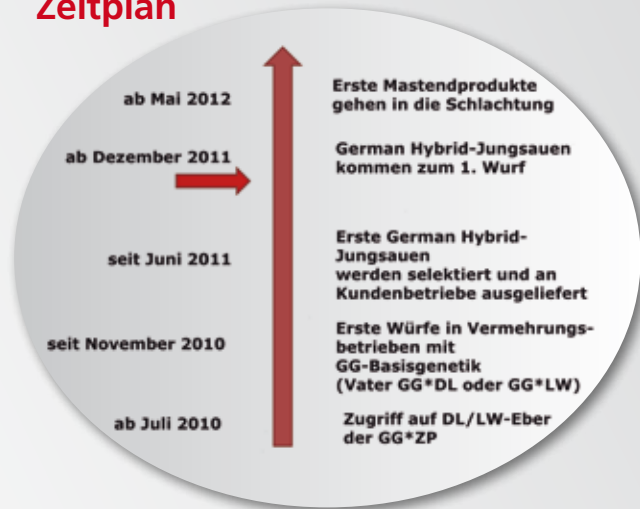 Zeitplan
ab Mai 2012
Erste Mastendprodukte
gehen in die Schlachtung
ab Dezember 2011
German Hybrid-Jungsauen
kommen zum 1. Wurf
seit Juni 2011
Erste German Hybrid-
Jungsauen
werden selektiert und an
Kundenbetriebe ausgeliefert
seit November 2010
Erste Würfe in Vermehrungs-
betrieben mit
GG-Basisgenetik
(Vater GG*DL oder GG*LW)
ab Juli 2010
Zugriff auf DL/LW-Eber
der GG*ZP